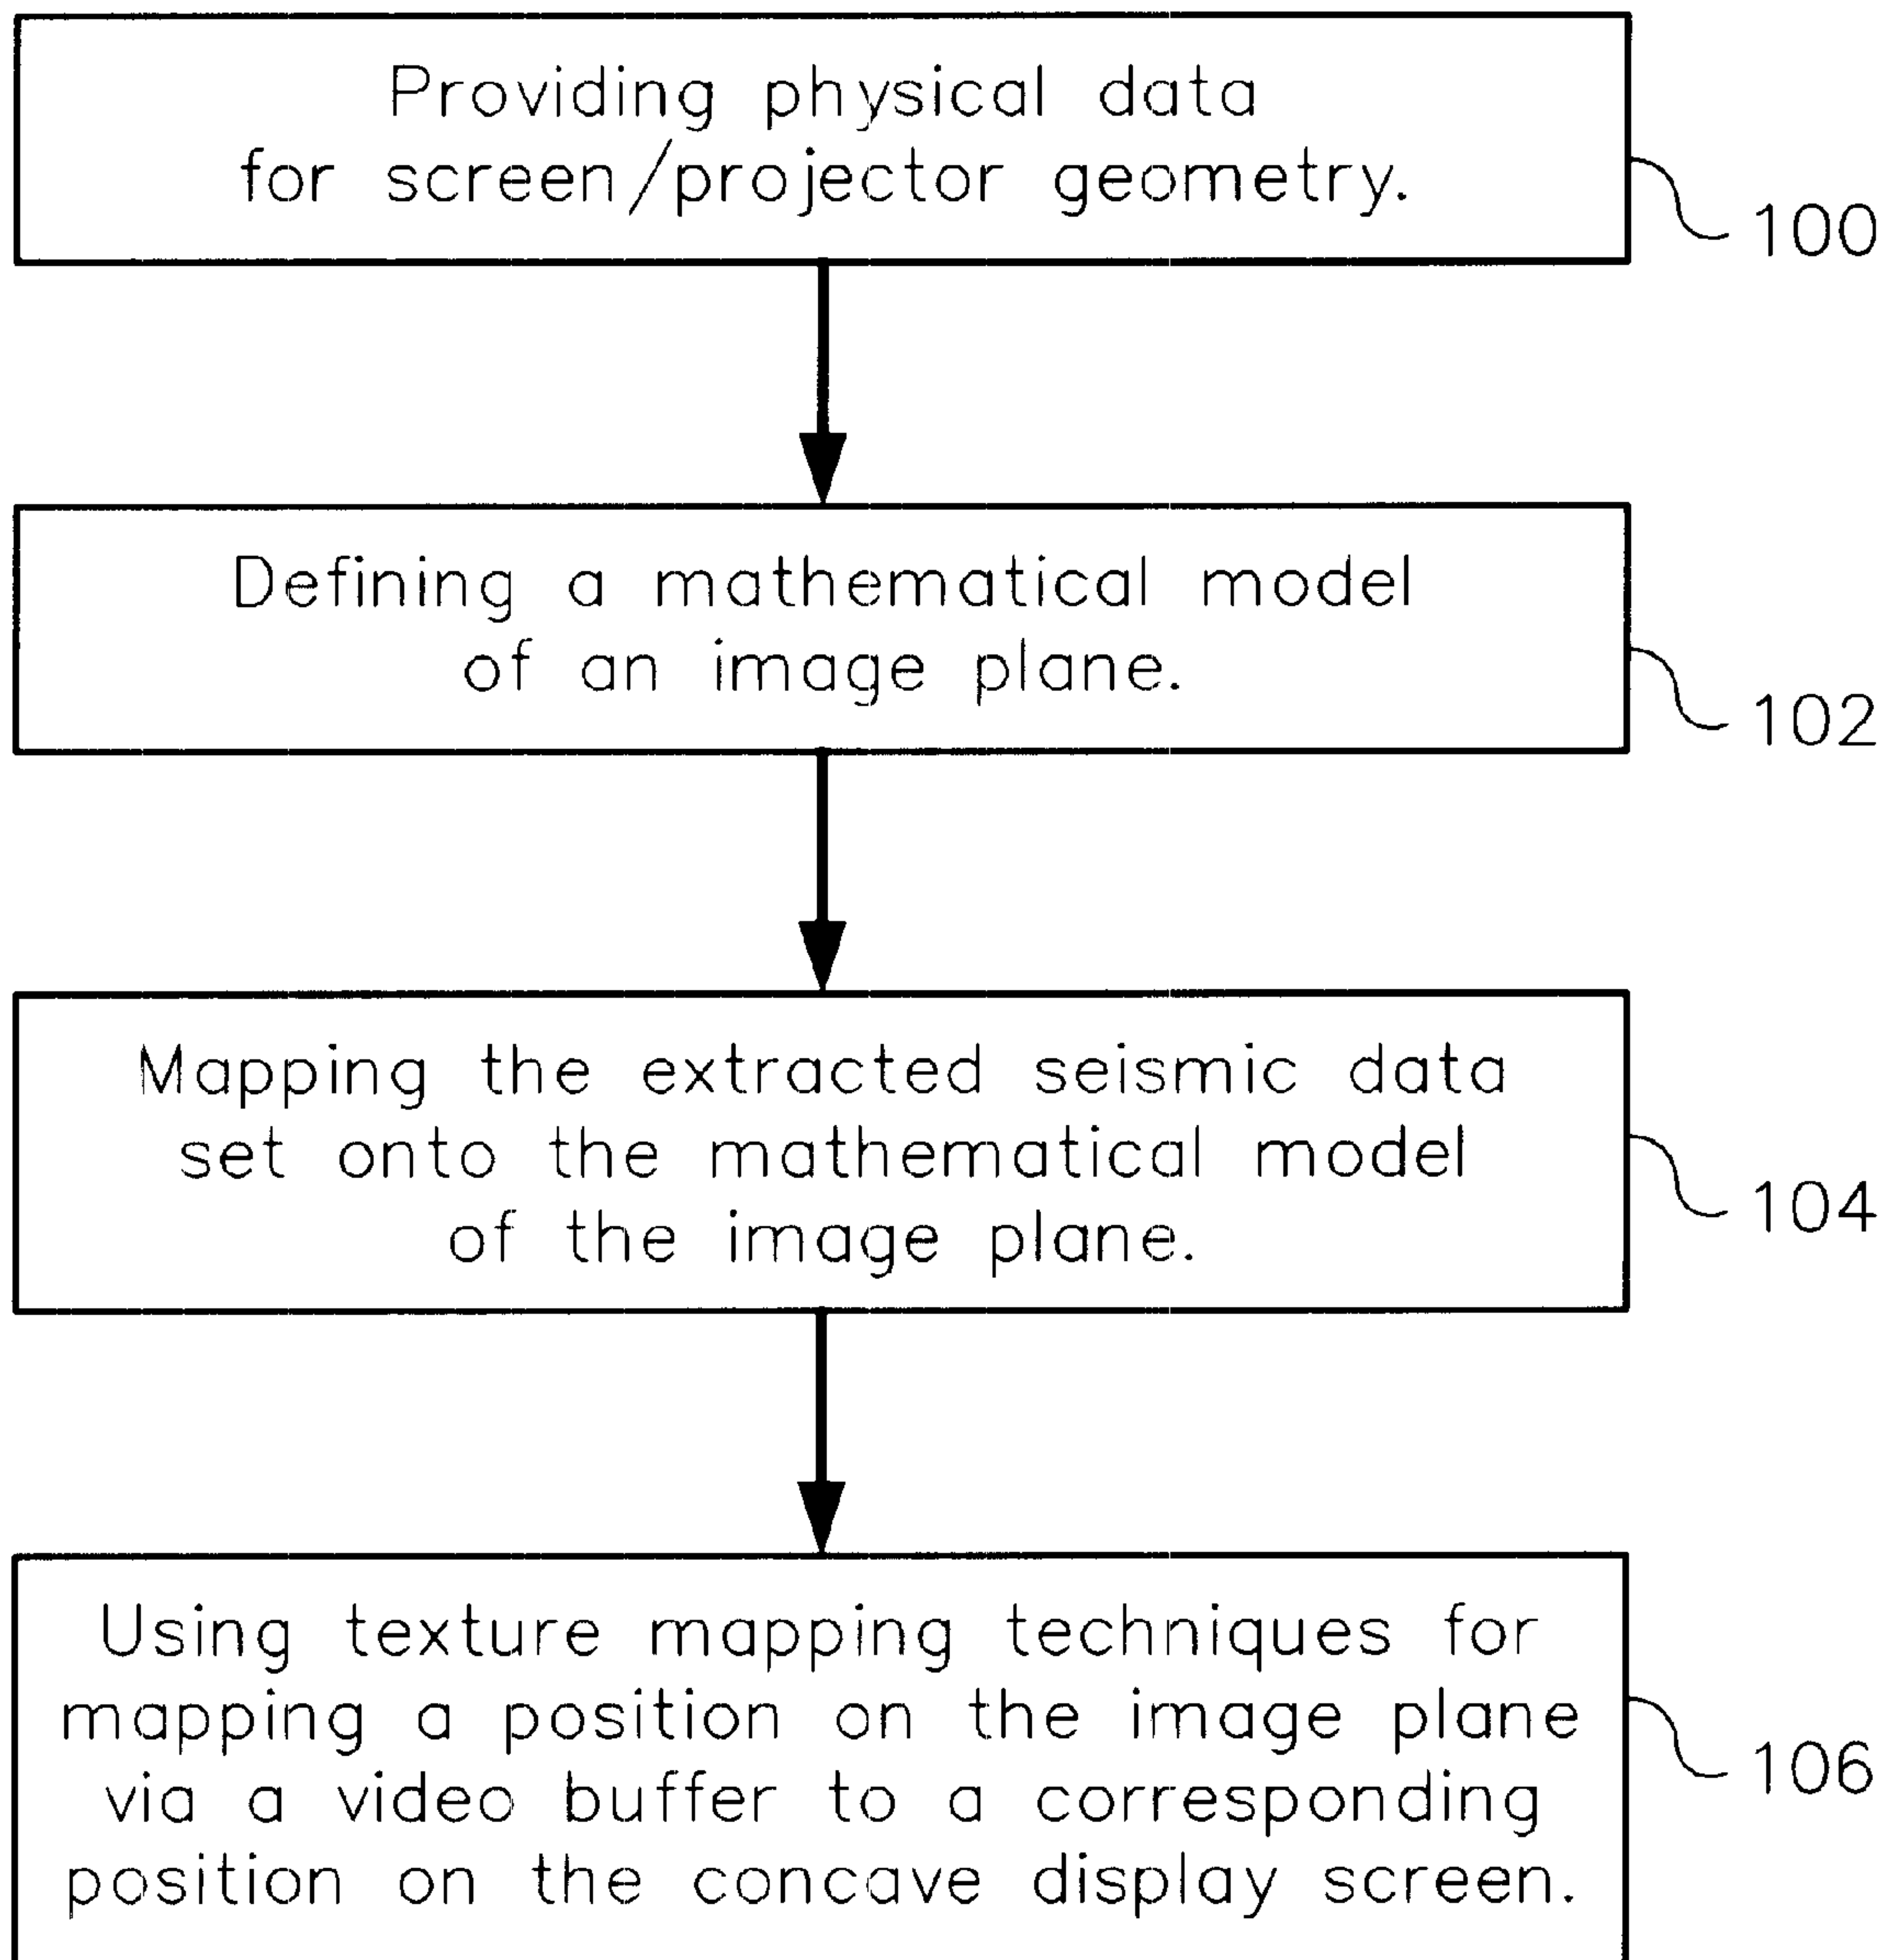 Providing physical data
for screen/projector geometry.
100
Defining a mathematical model
of an image plane.
102
Mapping the extracted seismic data
set onto the mathematical model
of the image plane.
104
Using texture mapping techniques for
mapping a position on the image plane
via a video buffer to a corresponding
position on the concave display screen.
106